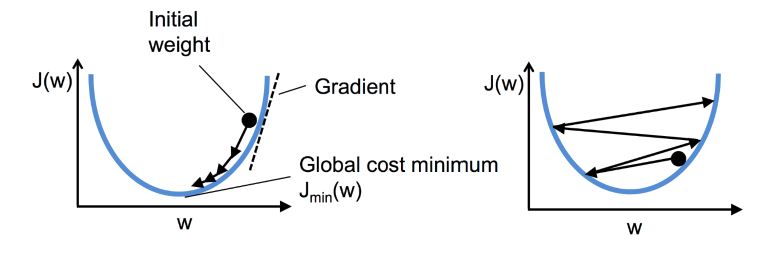 Initial
weight
J(w)
Gradient
Global cost minimum
Jmin(w)
w
J(w)
w